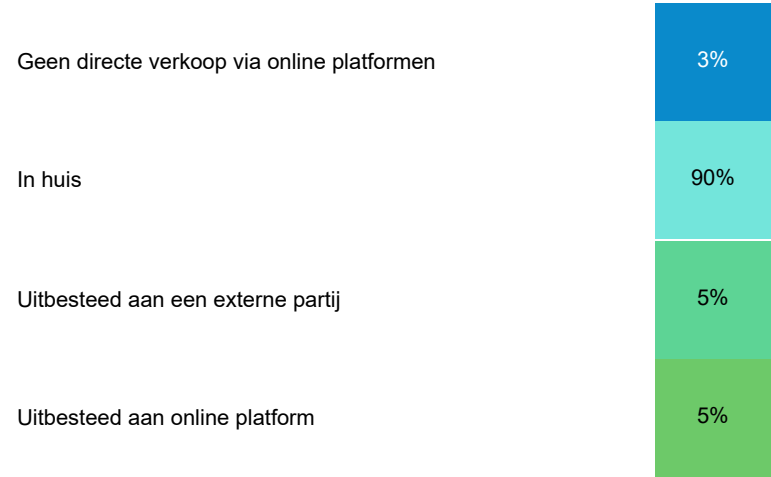 Geen directe verkoop via online platformen 3%
In huis 90%
Uitbesteed aan een externe partij 5%
Uitbesteed aan online platform 5%